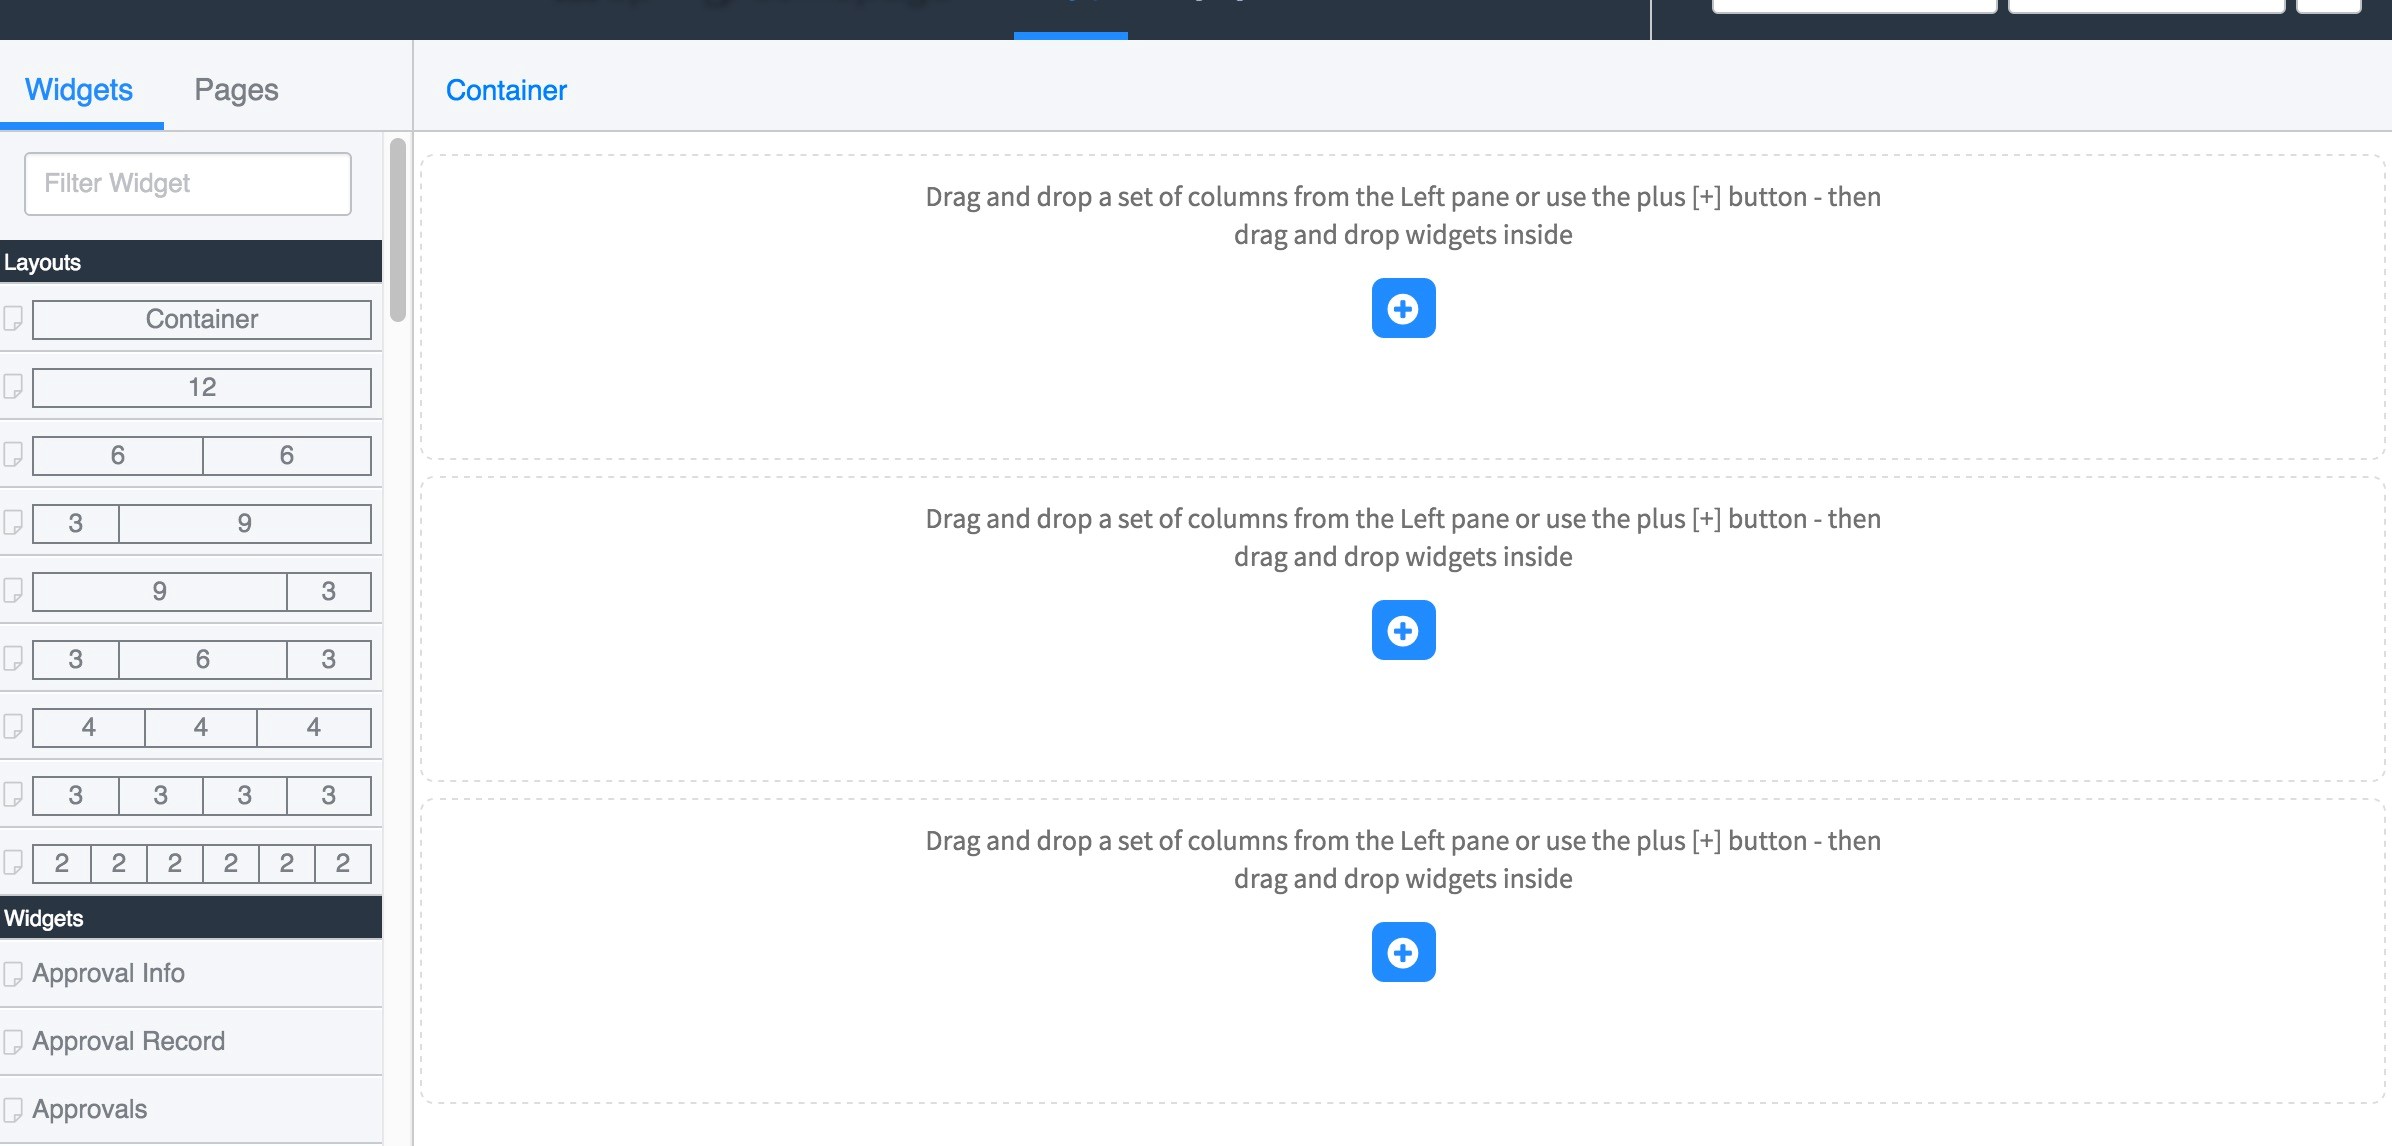 Widgets Pages
Container
Filter Widget
Layouts
Container
12
6 6
3 9
9 3
3 6 3
4 4 4
3 3 3 3
2 2 2 2 2 2
Widgets
Approval Info
Approval Record
Approvals
Drag and drop a set of columns from the Left pane or use the plus [+] button - then
drag and drop widgets inside
Drag and drop a set of columns from the Left pane or use the plus [+] button - then
drag and drop widgets inside
Drag and drop a set of columns from the Left pane or use the plus [+] button - then
drag and drop widgets inside